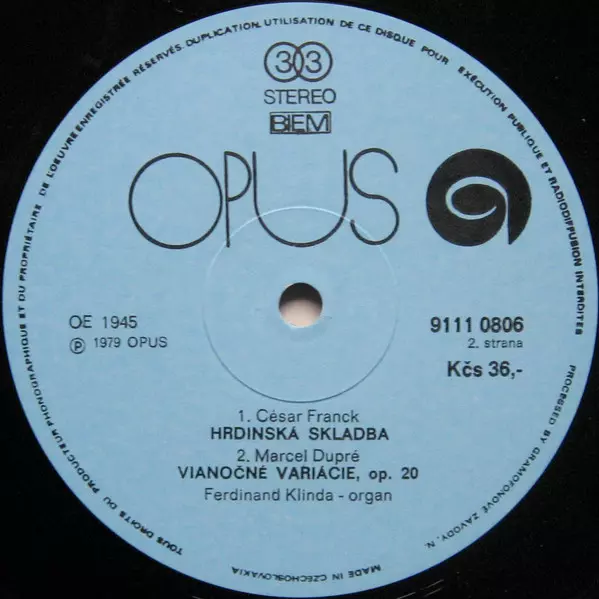 TOUS DROITS DU PRODUCTEUR PHONOGRAPHIQUE ET DU PROPRIÉTAIRE DE L'OEUVRE ENREGISTRÉE RÉSERVÉS. DUPLICATION, UTILISATION DE CE DISQUE POUR EXÉCUTION PUBLIQUE ET RADIODIFFUSION INTERDITES
33
STEREO
BIEM
OPUS
OE 1945
9111 0806
℗ 1979 OPUS
2. strana
Kčs 36,-
1. César Franck
HRDINSKÁ SKLADBA
2. Marcel Dupré
VIANOČNÉ VARIÁCIE, op. 20
Ferdinand Klinda - organ
PROCESSED BY GRAMOFONOVÉ ZÁVODY, N.
MADE IN CZECHOSLOVAKIA